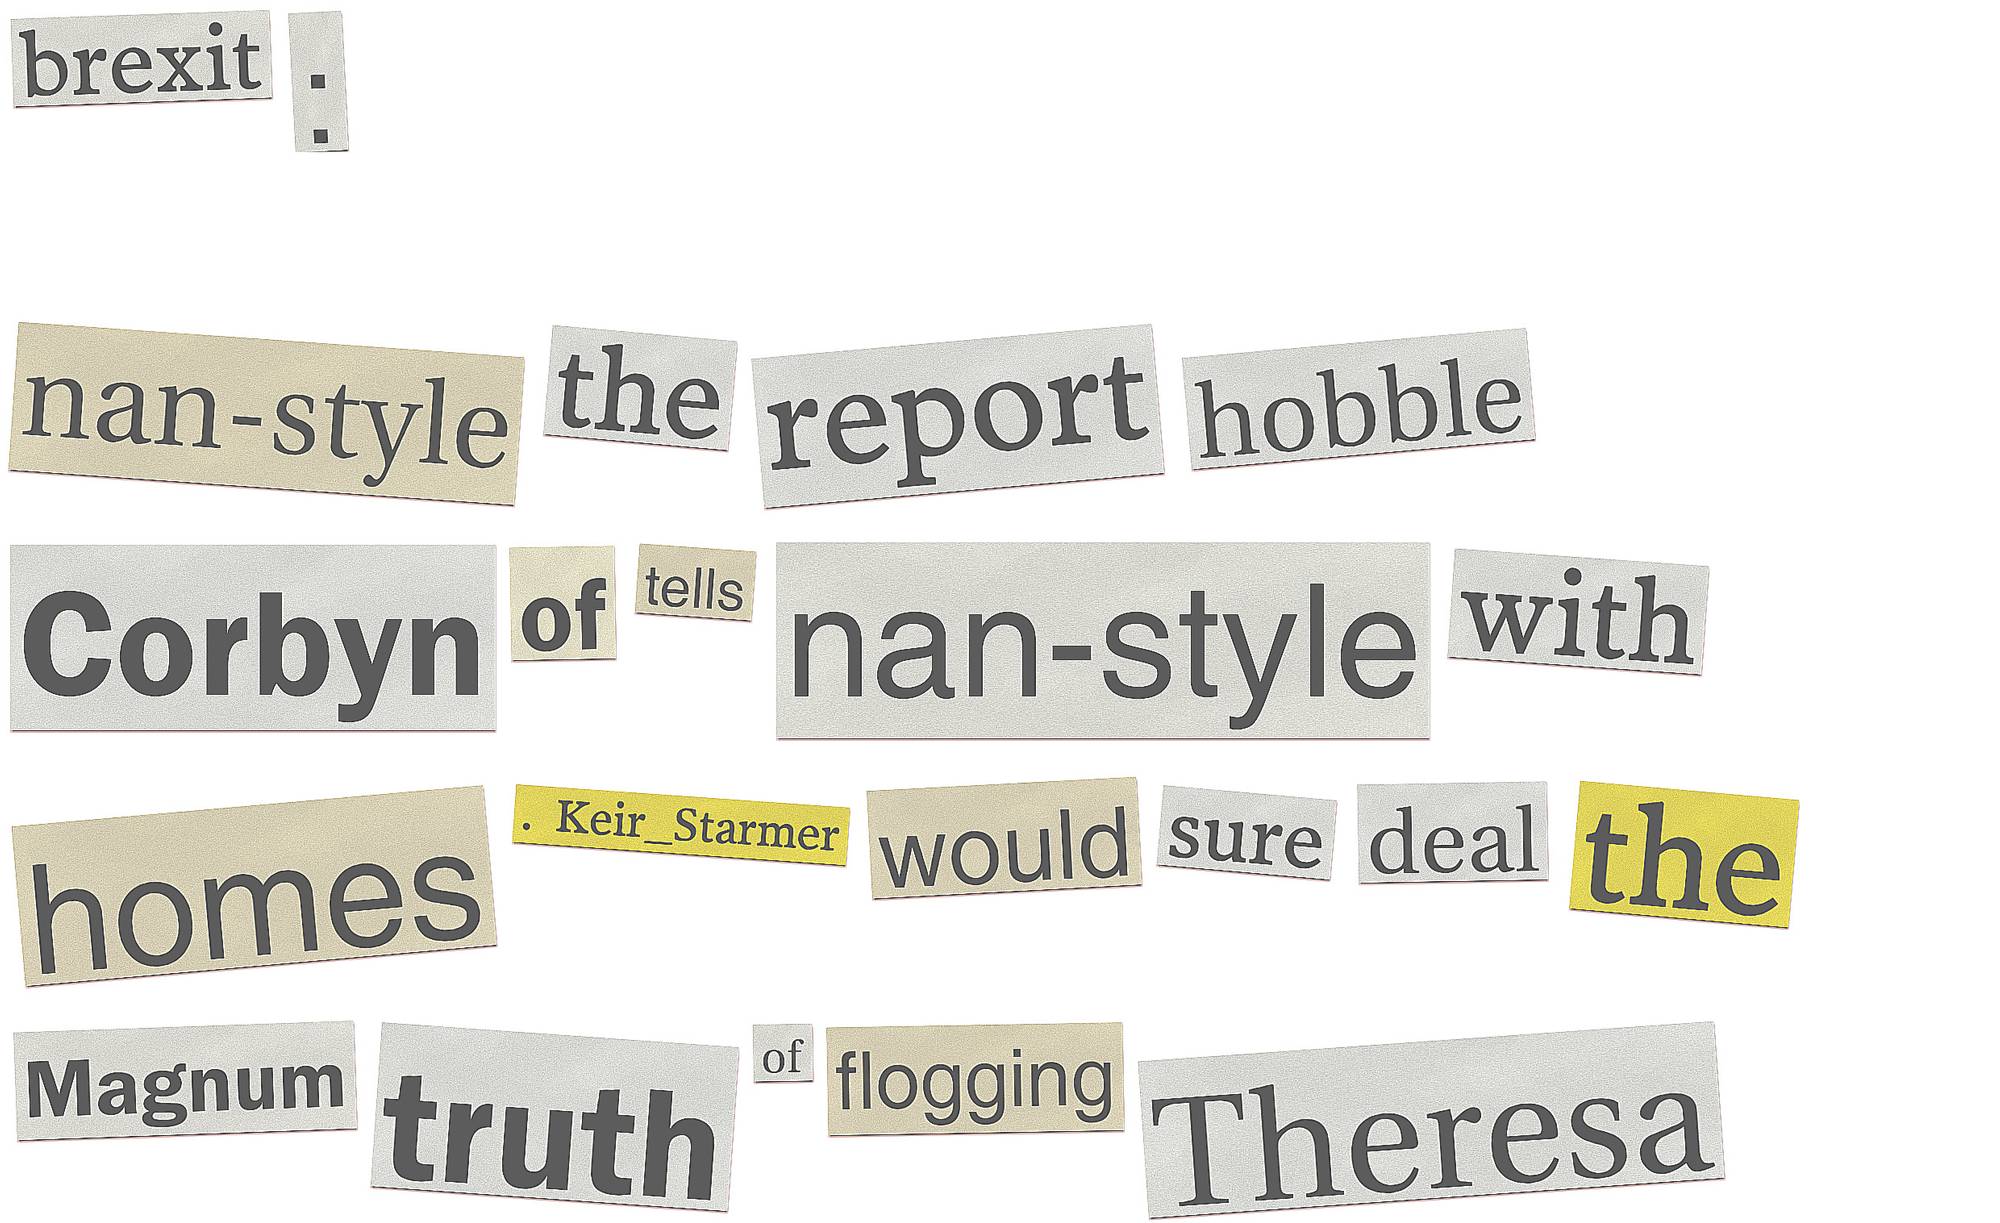 brexit :
nan-style the report hobble
Corbyn of tells nan-style with
homes . Keir_Starmer would sure deal the
Magnum truth of flogging Theresa